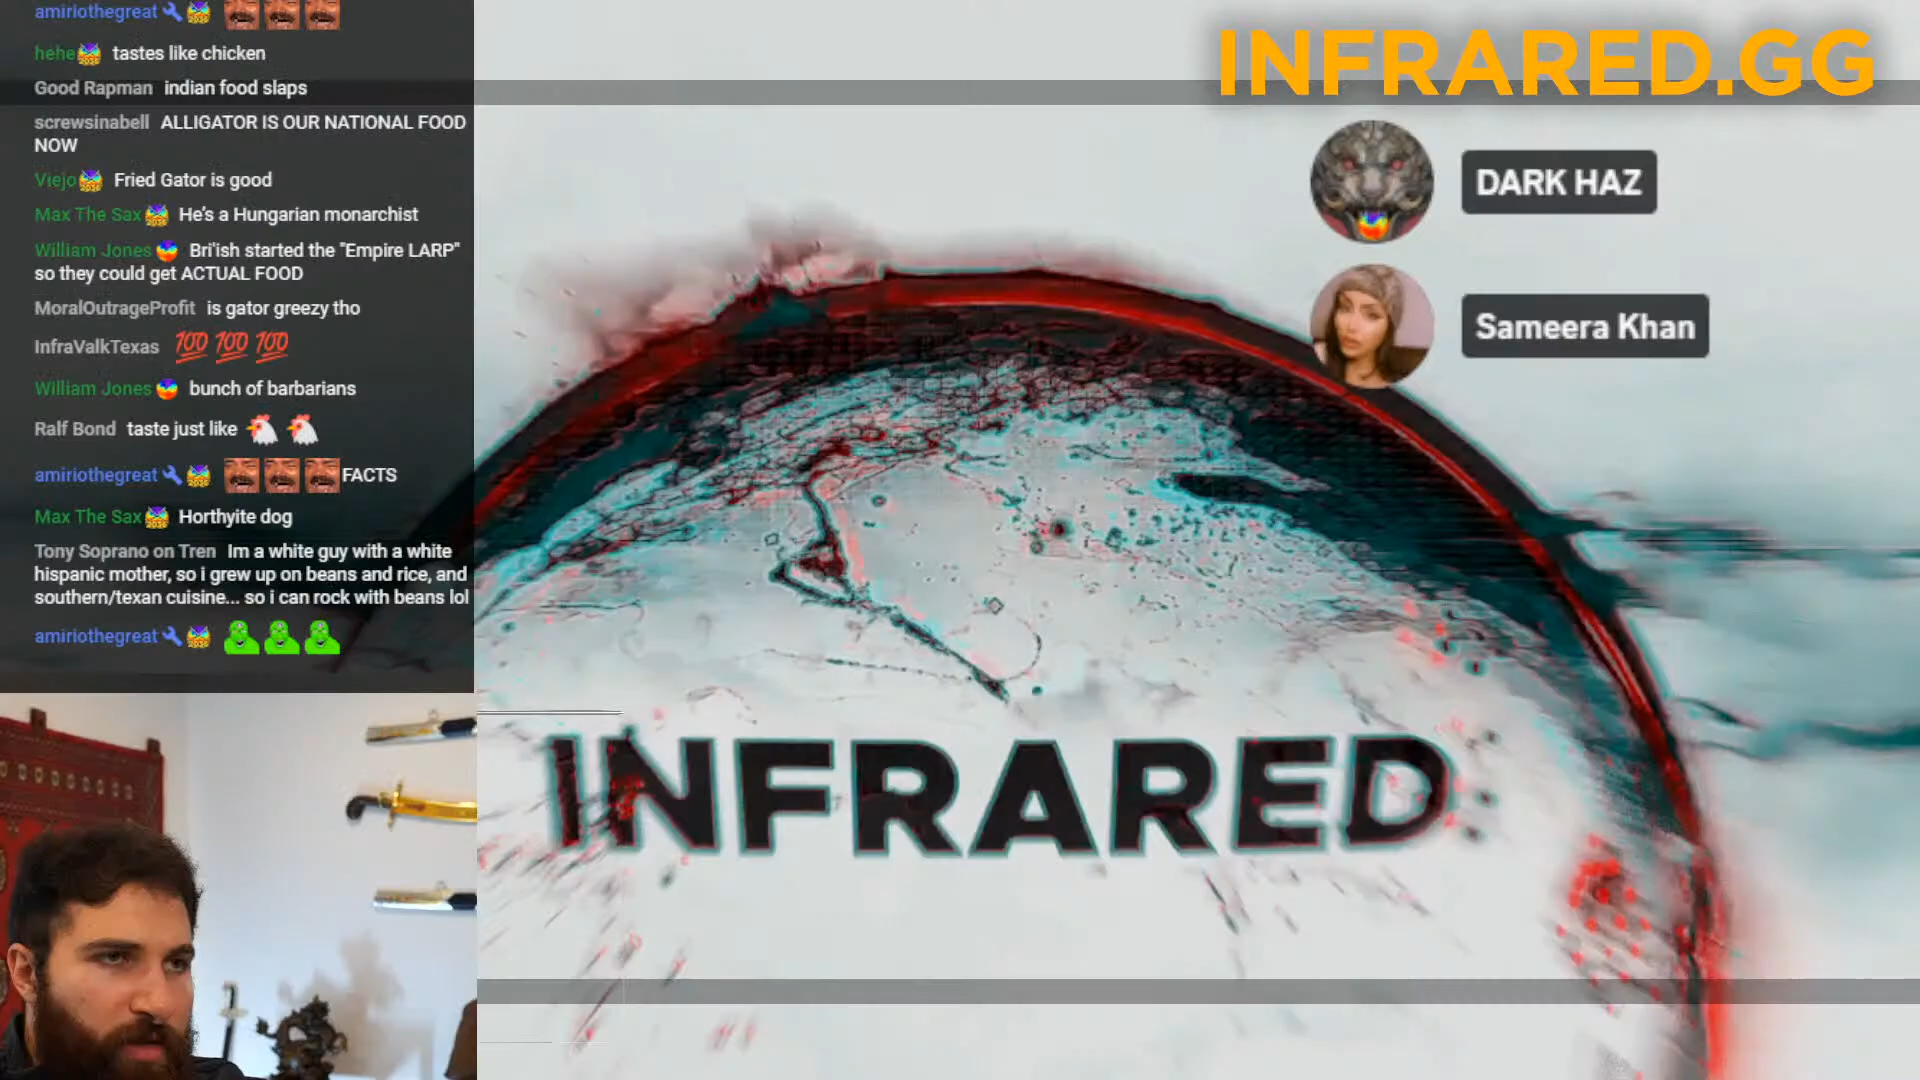 amiriothegreat
hehe tastes like chicken
Good Rapman indian food slaps
screwsinabell ALLIGATOR IS OUR NATIONAL FOOD
NOW
Viejo Fried Gator is good
Max The Sax He's a Hungarian monarchist
William Jones Bri'ish started the "Empire LARP"
so they could get ACTUAL FOOD
MoralOutrageProfit is gator greezy tho
InfraValkTexas 💯 💯 💯
William Jones bunch of barbarians
Ralf Bond taste just like
amiriothegreat FACTS
Max The Sax Horthyite dog
Tony Soprano on Tren Im a white guy with a white
hispanic mother, so i grew up on beans and rice, and
southern/texan cuisine... so i can rock with beans lol
amiriothegreat
INFRARED.GG
DARK HAZ
Sameera Khan
INFRARED